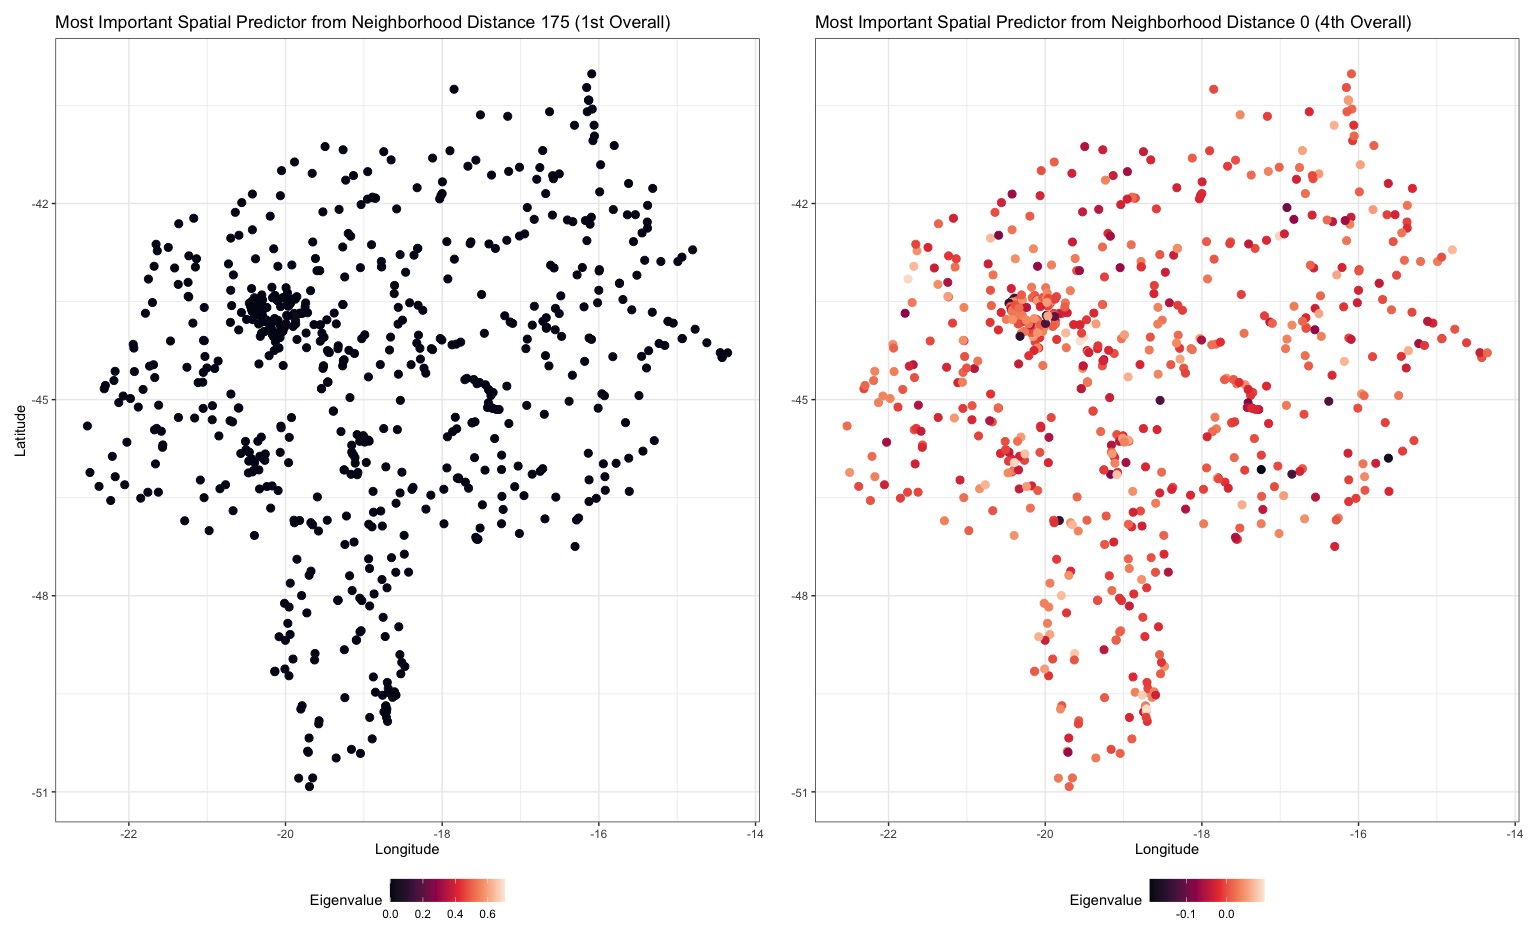 Most Important Spatial Predictor from Neighborhood Distance 175 (1st Overall)
Latitude
-42
-45
-48
-51
-22
-20
-18
-16
-14
Longitude
Eigenvalue
0.0 0.2 0.4 0.6
Most Important Spatial Predictor from Neighborhood Distance 0 (4th Overall)
-42
-45
-48
-51
-22
-20
-18
-16
-14
Longitude
Eigenvalue
-0.1 0.0